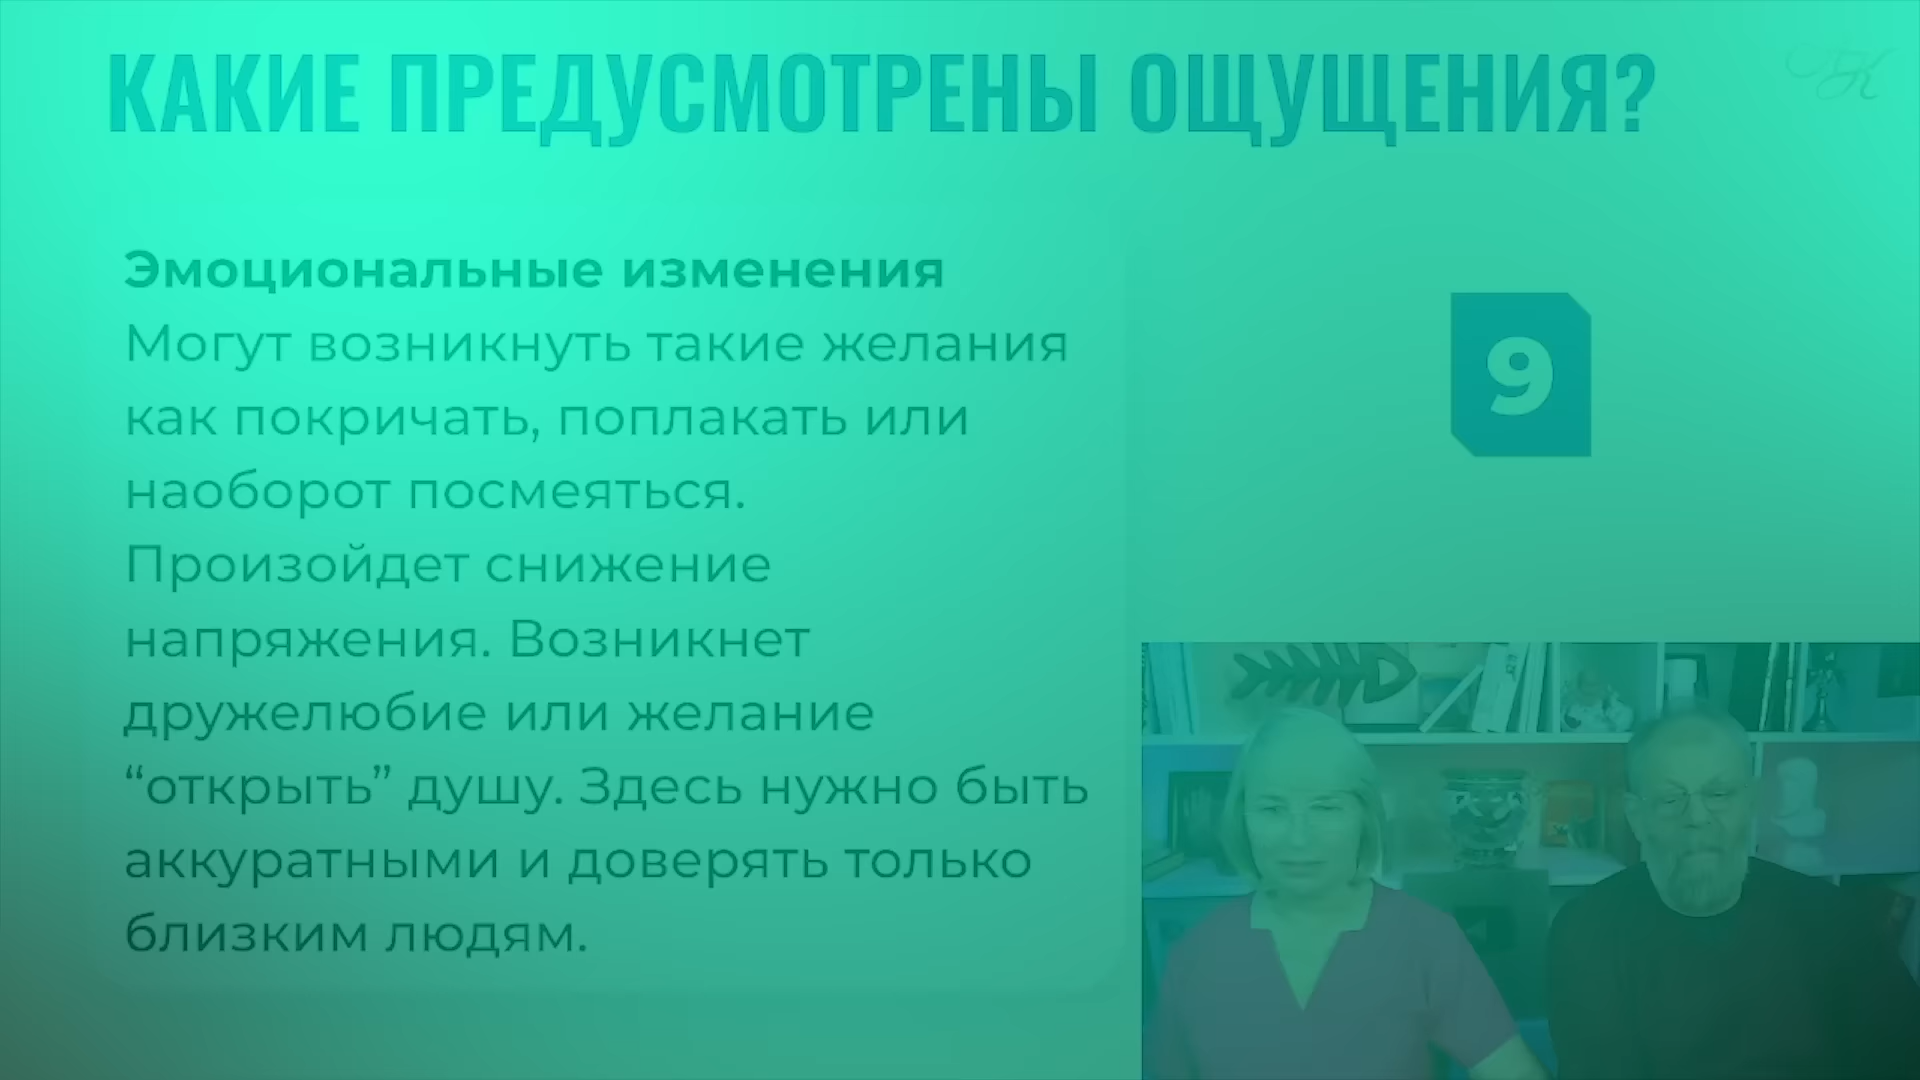 КАКИЕ ПРЕДУСМОТРЕНЫ ОЩУЩЕНИЯ?
Эмоциональные изменения
Могут возникнуть такие желания
как покричать, поплакать или
наоборот посмеяться.
Произойдет снижение
напряжения. Возникнет
дружелюбие или желание
“открыть” душу. Здесь нужно быть
аккуратными и доверять только
близким людям.
9